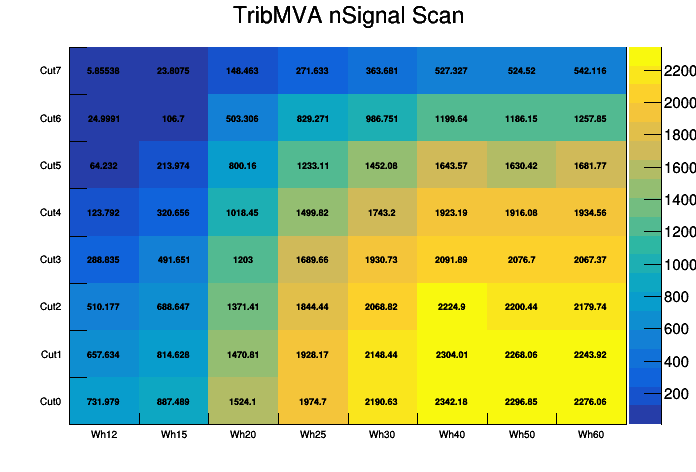 TribMVA nSignal Scan
Cut7 5.85538 23.8075 148.463 271.633 363.681 527.327 524.52 542.116
Cut6 24.9991 106.7 503.306 829.271 986.751 1199.64 1186.15 1257.85
Cut5 64.232 213.974 800.16 1233.11 1452.08 1643.57 1630.42 1681.77
Cut4 123.792 320.656 1018.45 1499.82 1743.2 1923.19 1916.08 1934.56
Cut3 288.835 491.651 1203 1689.66 1930.73 2091.89 2076.7 2067.37
Cut2 510.177 688.647 1371.41 1844.44 2068.82 2224.9 2200.44 2179.74
Cut1 657.634 814.628 1470.81 1928.17 2148.44 2304.01 2268.06 2243.92
Cut0 731.979 887.489 1524.1 1974.7 2190.63 2342.18 2296.85 2276.06
Wh12 Wh15 Wh20 Wh25 Wh30 Wh40 Wh50 Wh60
2200
2000
1800
1600
1400
1200
1000
800
600
400
200